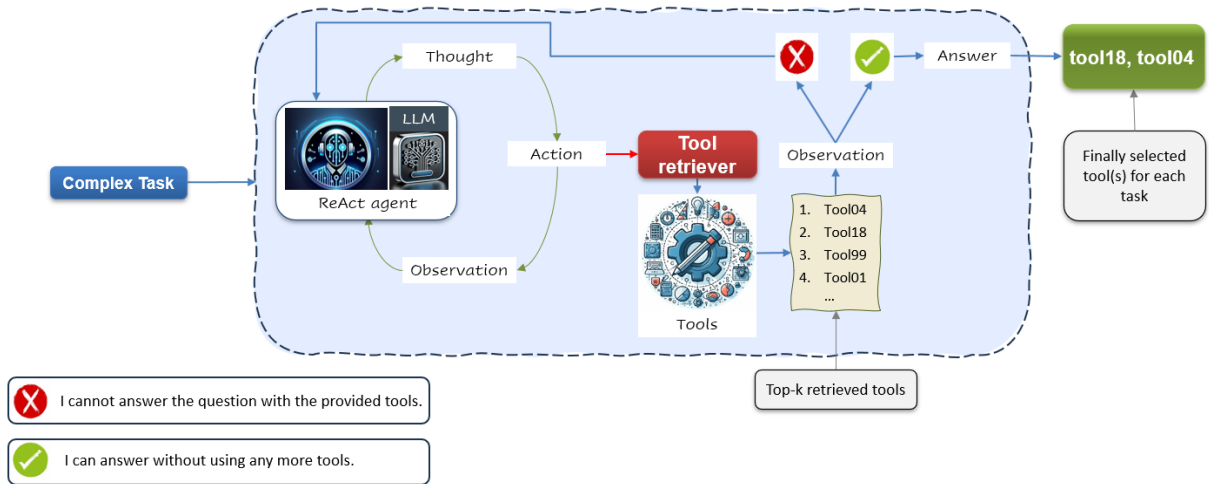 Complex Task
Thought
LLM
ReAct agent
Action
Observation
Tool
retriever
Tools
1. Tool04
2. Tool18
3. Tool99
4. Tool01
...
Observation
Answer
tool18, tool04
Finally selected
tool(s) for each
task
Top-k retrieved tools
I cannot answer the question with the provided tools.
I can answer without using any more tools.